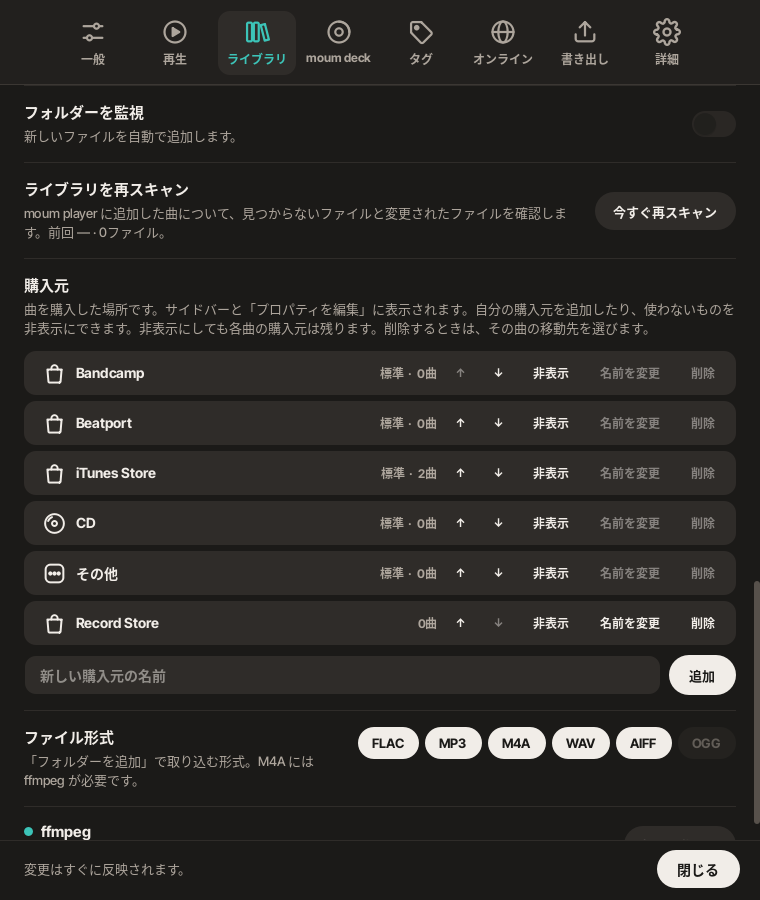 一般
再生
ライブラリ
moum deck
タグ
オンライン
書き出し
詳細
フォルダーを監視
新しいファイルを自動で追加します。
ライブラリを再スキャン
moum player に追加した曲について、見つからないファイルと変更されたファイルを確認しま
す。前回 — · 0ファイル。
今すぐ再スキャン
購入元
曲を購入した場所です。サイドバーと「プロパティを編集」に表示されます。自分の購入元を追加したり、使わないものを
非表示にできます。非表示にしても各曲の購入元は残ります。削除するときは、その曲の移動先を選びます。
Bandcamp 標準 · 0曲 ↑ ↓ 非表示 名前を変更 削除
Beatport 標準 · 0曲 ↑ ↓ 非表示 名前を変更 削除
iTunes Store 標準 · 2曲 ↑ ↓ 非表示 名前を変更 削除
CD 標準 · 0曲 ↑ ↓ 非表示 名前を変更 削除
その他 標準 · 0曲 ↑ ↓ 非表示 名前を変更 削除
Record Store 0曲 ↑ ↓ 非表示 名前を変更 削除
新しい購入元の名前
追加
ファイル形式
「フォルダーを追加」で取り込む形式。M4A には
ffmpeg が必要です。
FLAC MP3 M4A WAV AIFF OGG
ffmpeg
変更はすぐに反映されます。
閉じる